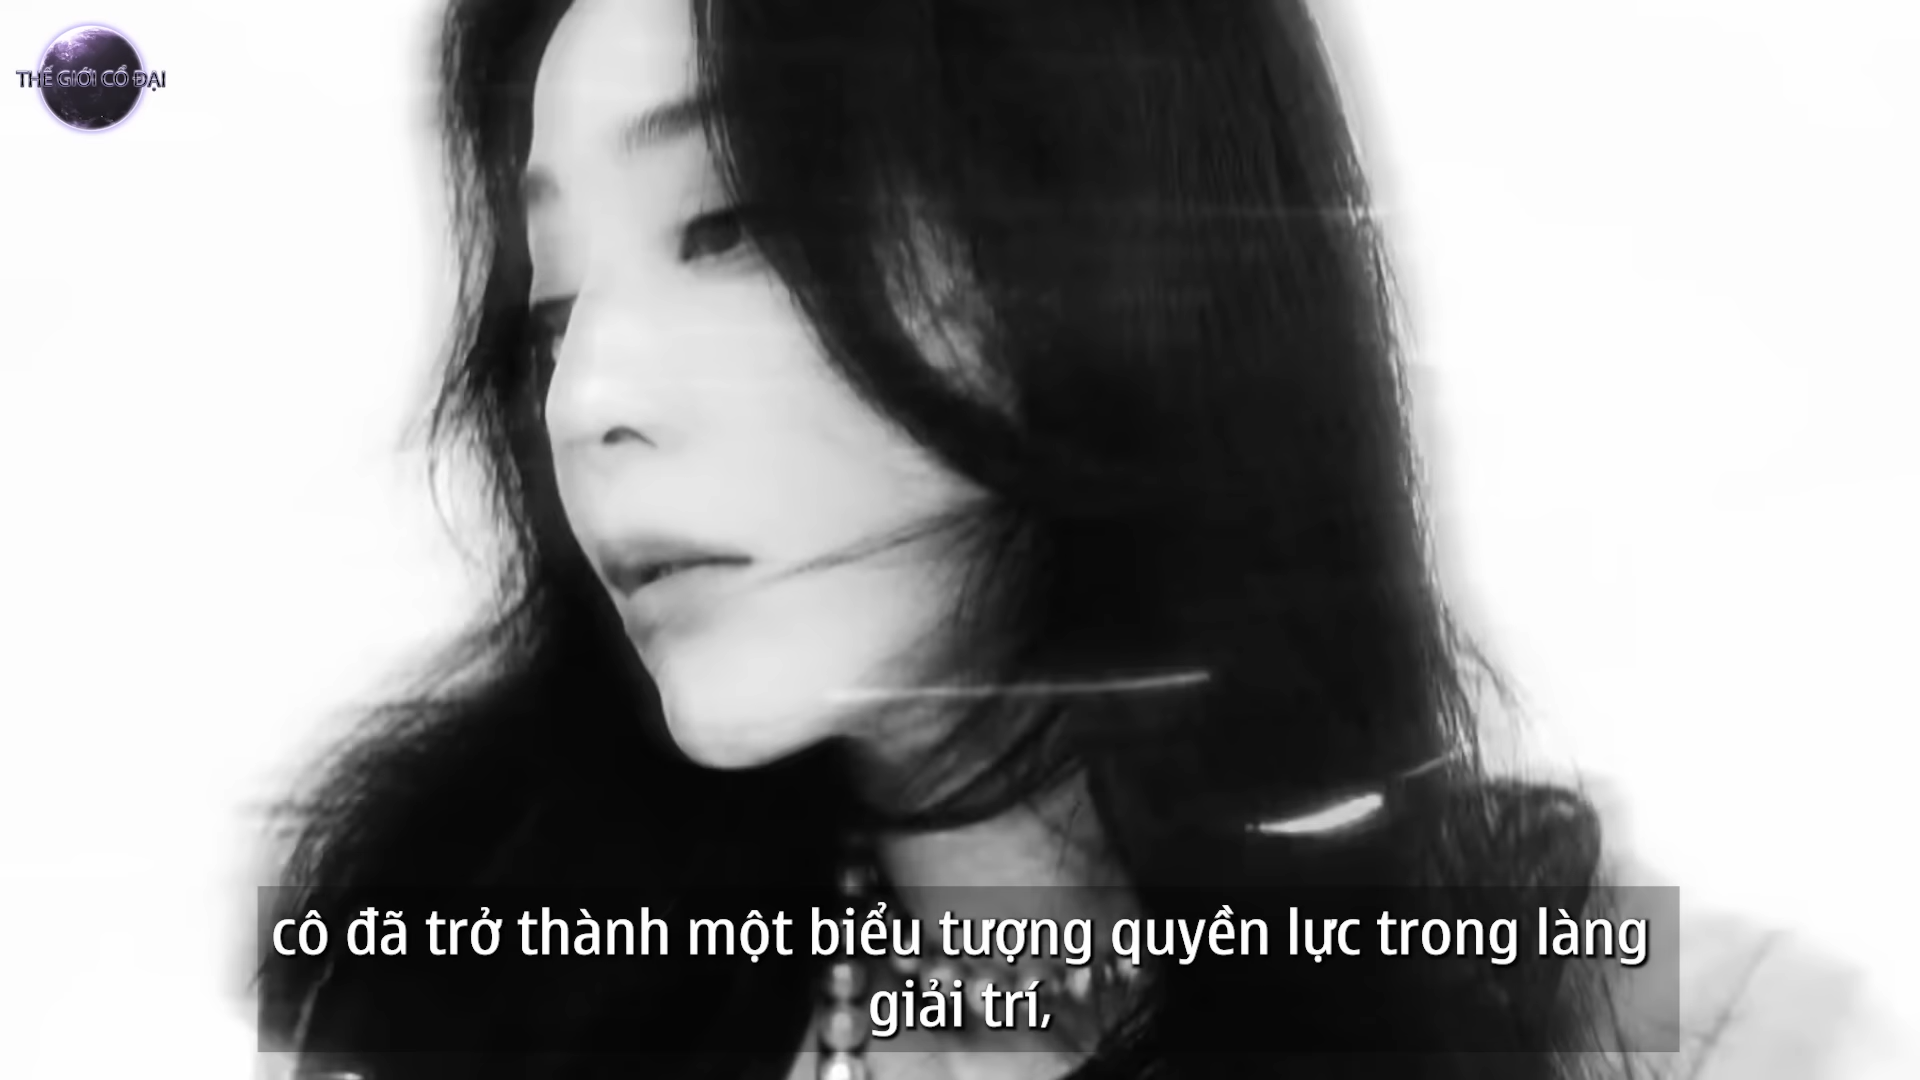 THẾ GIỚI CỔ ĐẠI
cô đã trở thành một biểu tượng quyền lực trong làng
giải trí,